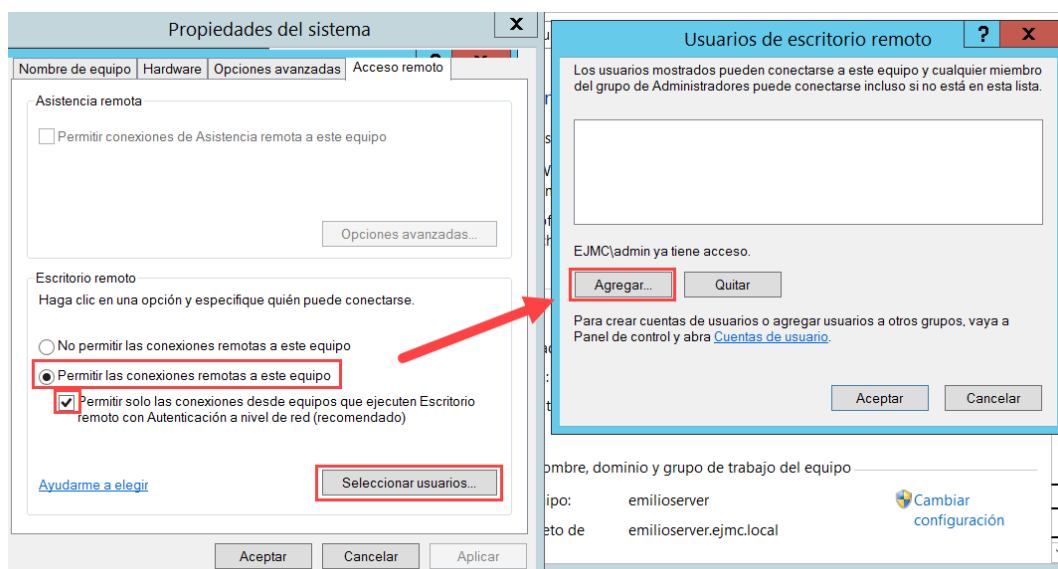 Propiedades del sistema
X
Nombre de equipo
Hardware
Opciones avanzadas
Acceso remoto
Asistencia remota
Permitir conexiones de Asistencia remota a este equipo
Opciones avanzadas...
Escritorio remoto
Haga clic en una opción y especifique quién puede conectarse.
No permitir las conexiones remotas a este equipo
Permitir las conexiones remotas a este equipo
Permitir solo las conexiones desde equipos que ejecuten Escritorio
remoto con Autenticación a nivel de red (recomendado)
Ayudarme a elegir
Seleccionar usuarios...
Aceptar
Cancelar
Aplicar
Usuarios de escritorio remoto
?
X
Los usuarios mostrados pueden conectarse a este equipo y cualquier miembro
del grupo de Administradores puede conectarse incluso si no está en esta lista.
EJMC\admin ya tiene acceso.
Agregar...
Quitar
Para crear cuentas de usuarios o agregar usuarios a otros grupos, vaya a
Panel de control y abra Cuentas de usuario.
Aceptar
Cancelar
ombre, dominio y grupo de trabajo del equipo
ipo: emilioserver
Cambiar
configuración
eto de emilioserver.ejmc.local